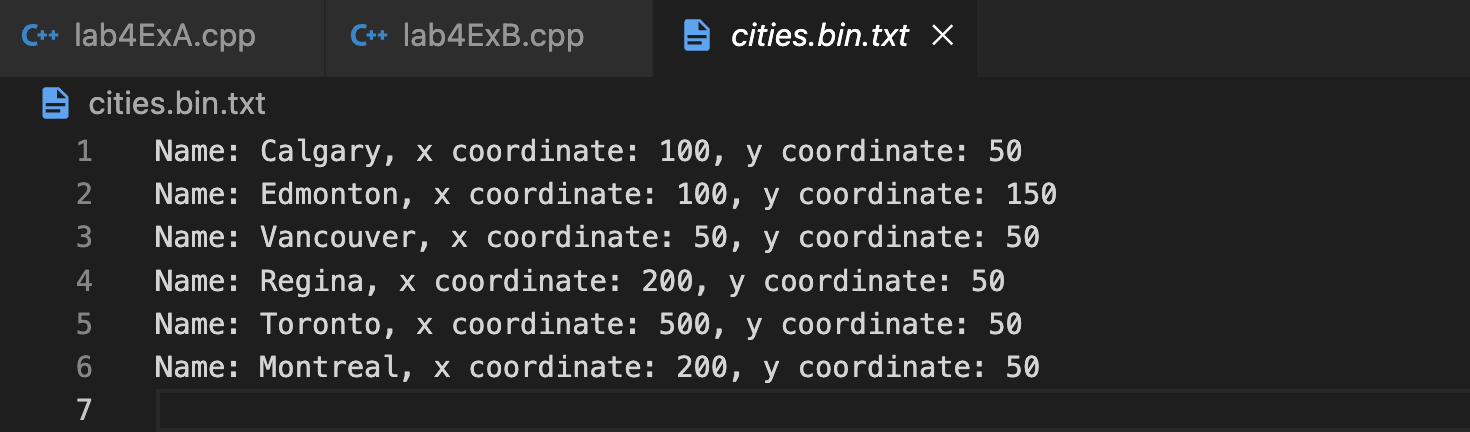 C++ lab4ExA.cpp C++ lab4ExB.cpp cities.bin.txt
cities.bin.txt
1 Name: Calgary, x coordinate: 100, y coordinate: 50
2 Name: Edmonton, x coordinate: 100, y coordinate: 150
3 Name: Vancouver, x coordinate: 50, y coordinate: 50
4 Name: Regina, x coordinate: 200, y coordinate: 50
5 Name: Toronto, x coordinate: 500, y coordinate: 50
6 Name: Montreal, x coordinate: 200, y coordinate: 50
7